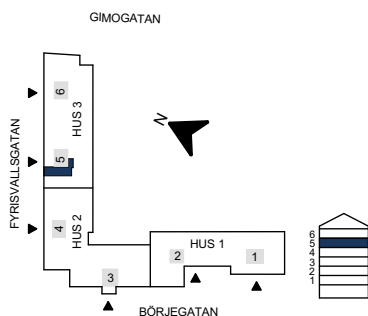 GIMOGATAN
N
6
HUS 3
FYRISVALLSGATAN
5
4
HUS 2
HUS 1
2
1
3
BÖRJEGATAN
6
5
4
3
2
1